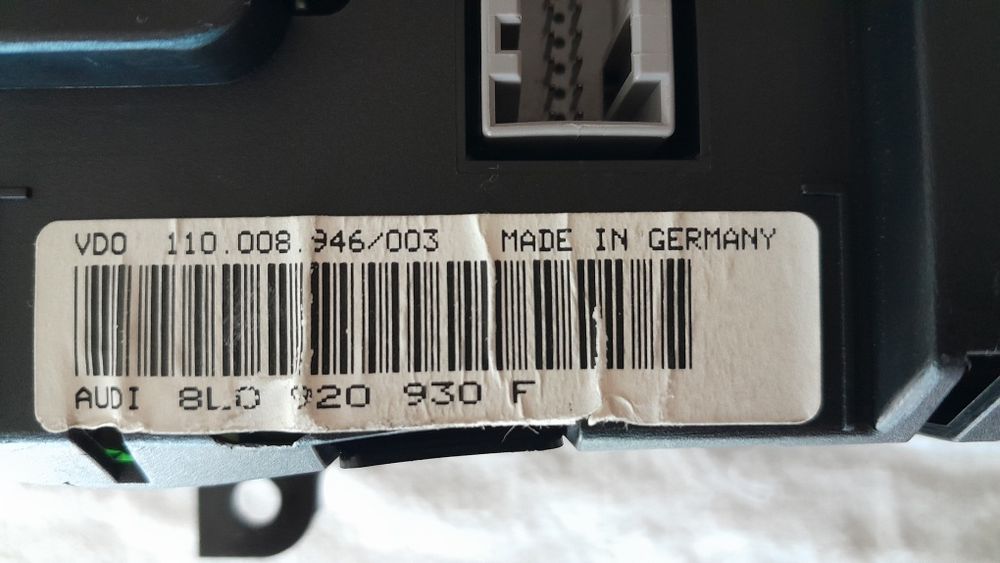 VDO 110.008.946/003 MADE IN GERMANY
AUDI 8L0 920 930 F